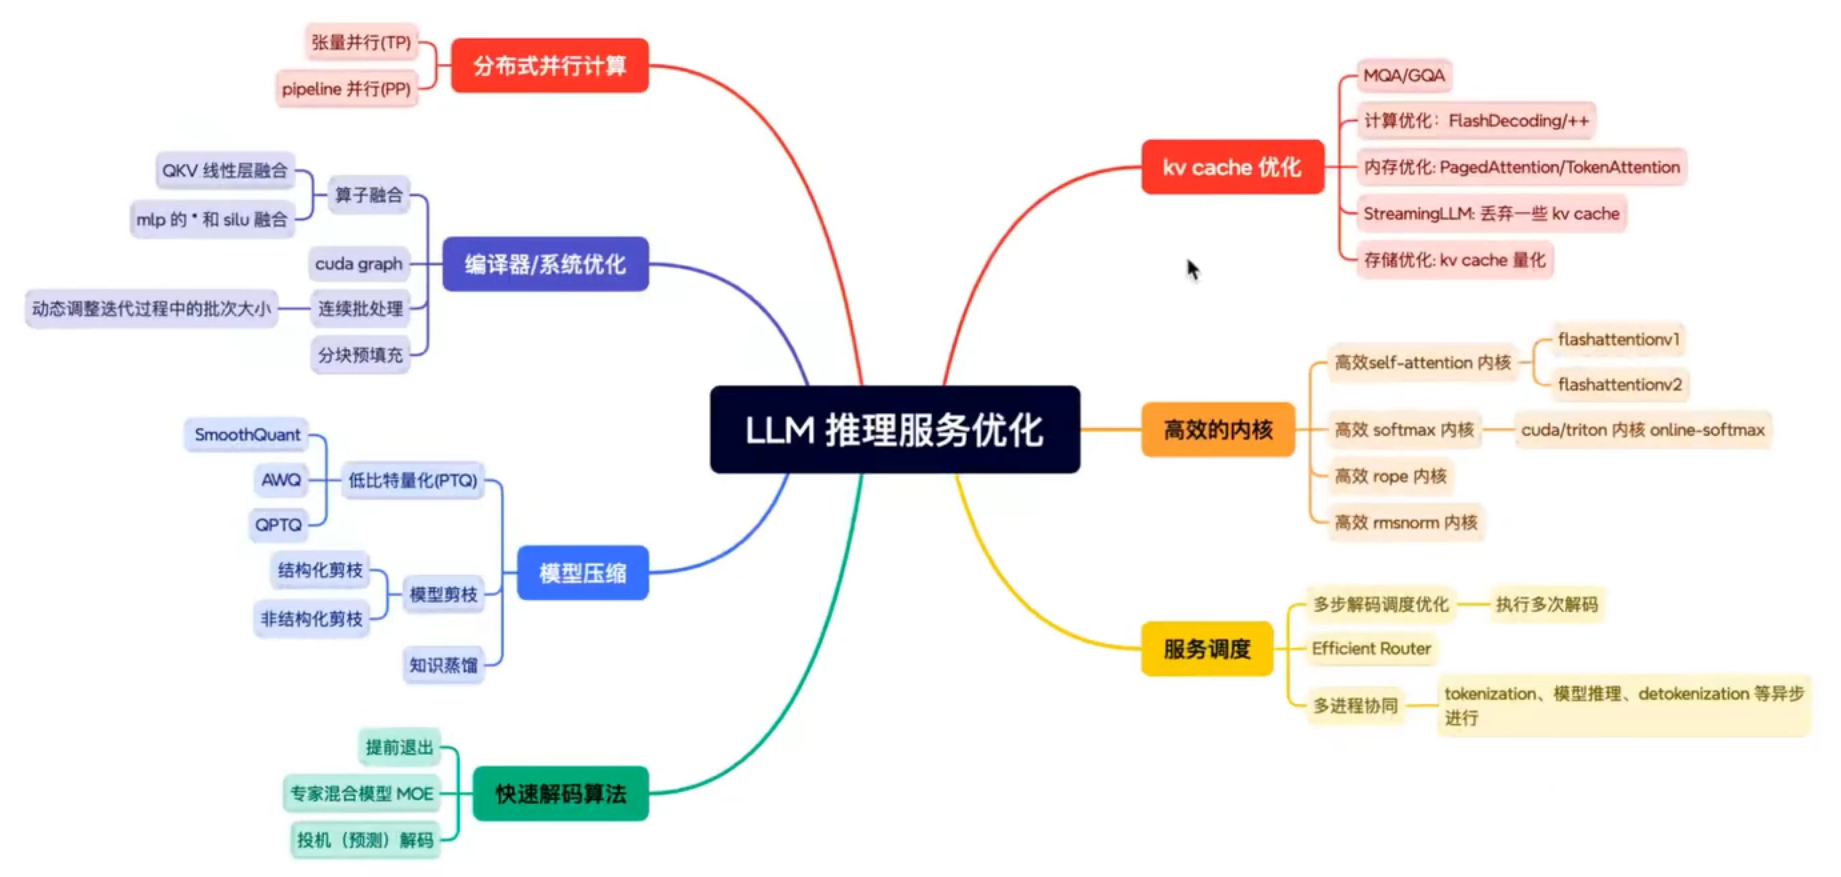 张量并行(TP)
pipeline 并行(PP)
分布式并行计算
QKV 线性层融合
mlp 的 * 和 silu 融合
算子融合
cuda graph
动态调整迭代过程中的批次大小
连续批处理
分块预填充
编译器/系统优化
SmoothQuant
AWQ
QPTQ
低比特量化(PTQ)
结构化剪枝
非结构化剪枝
模型剪枝
知识蒸馏
模型压缩
提前退出
专家混合模型 MOE
投机（预测）解码
快速解码算法
LLM 推理服务优化
kv cache 优化
MQA/GQA
计算优化：FlashDecoding/++
内存优化: PagedAttention/TokenAttention
StreamingLLM: 丢弃一些 kv cache
存储优化: kv cache 量化
高效的内核
高效self-attention 内核
flashattentionv1
flashattentionv2
高效 softmax 内核
cuda/triton 内核 online-softmax
高效 rope 内核
高效 rmsnorm 内核
服务调度
多步解码调度优化
执行多次解码
Efficient Router
多进程协同
tokenization、模型推理、detokenization 等异步
进行